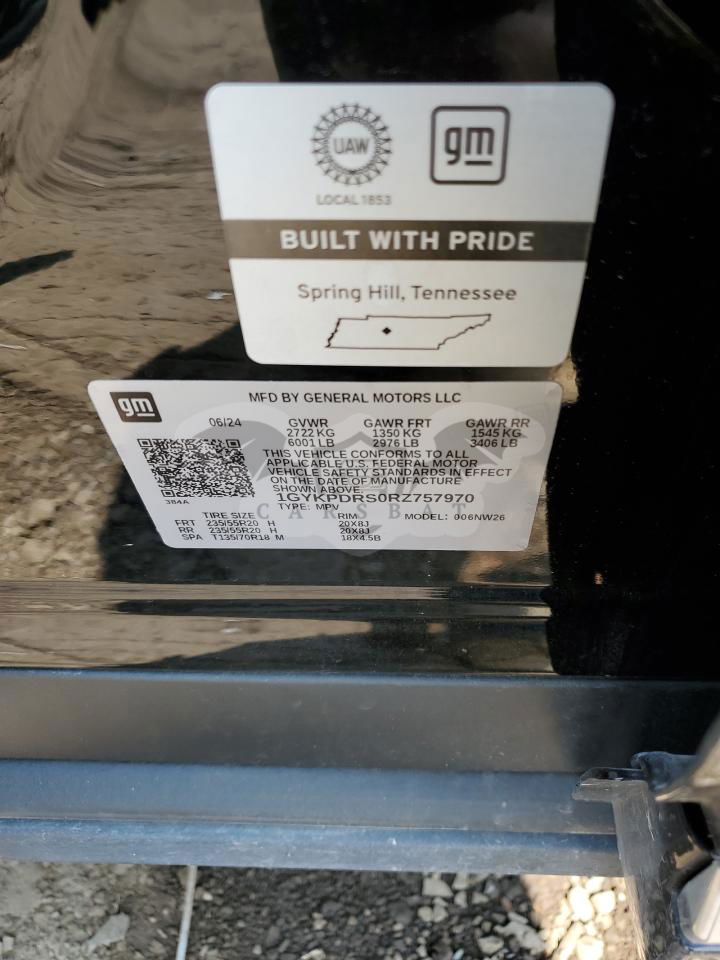 UAW
gm
LOCAL 1853
BUILT WITH PRIDE
Spring Hill, Tennessee
gm
MFD BY GENERAL MOTORS LLC
06/24 GVWR GAWR FRT GAWR RR
2722 KG 1350 KG 1545 KG
6001 LB 2976 LB 3406 LB
THIS VEHICLE CONFORMS TO ALL
APPLICABLE U.S. FEDERAL MOTOR
VEHICLE SAFETY STANDARDS IN EFFECT
ON THE DATE OF MANUFACTURE
SHOWN ABOVE.
384A 1GYKPDRS0RZ757970
TYPE: MPV
CARSBAT
TIRE SIZE RIM MODEL: 006NW26
FRT 235/55R20 H 20X8J
RR 235/55R20 H 20X8J
SPA T135/70R18 M 18X4.5B